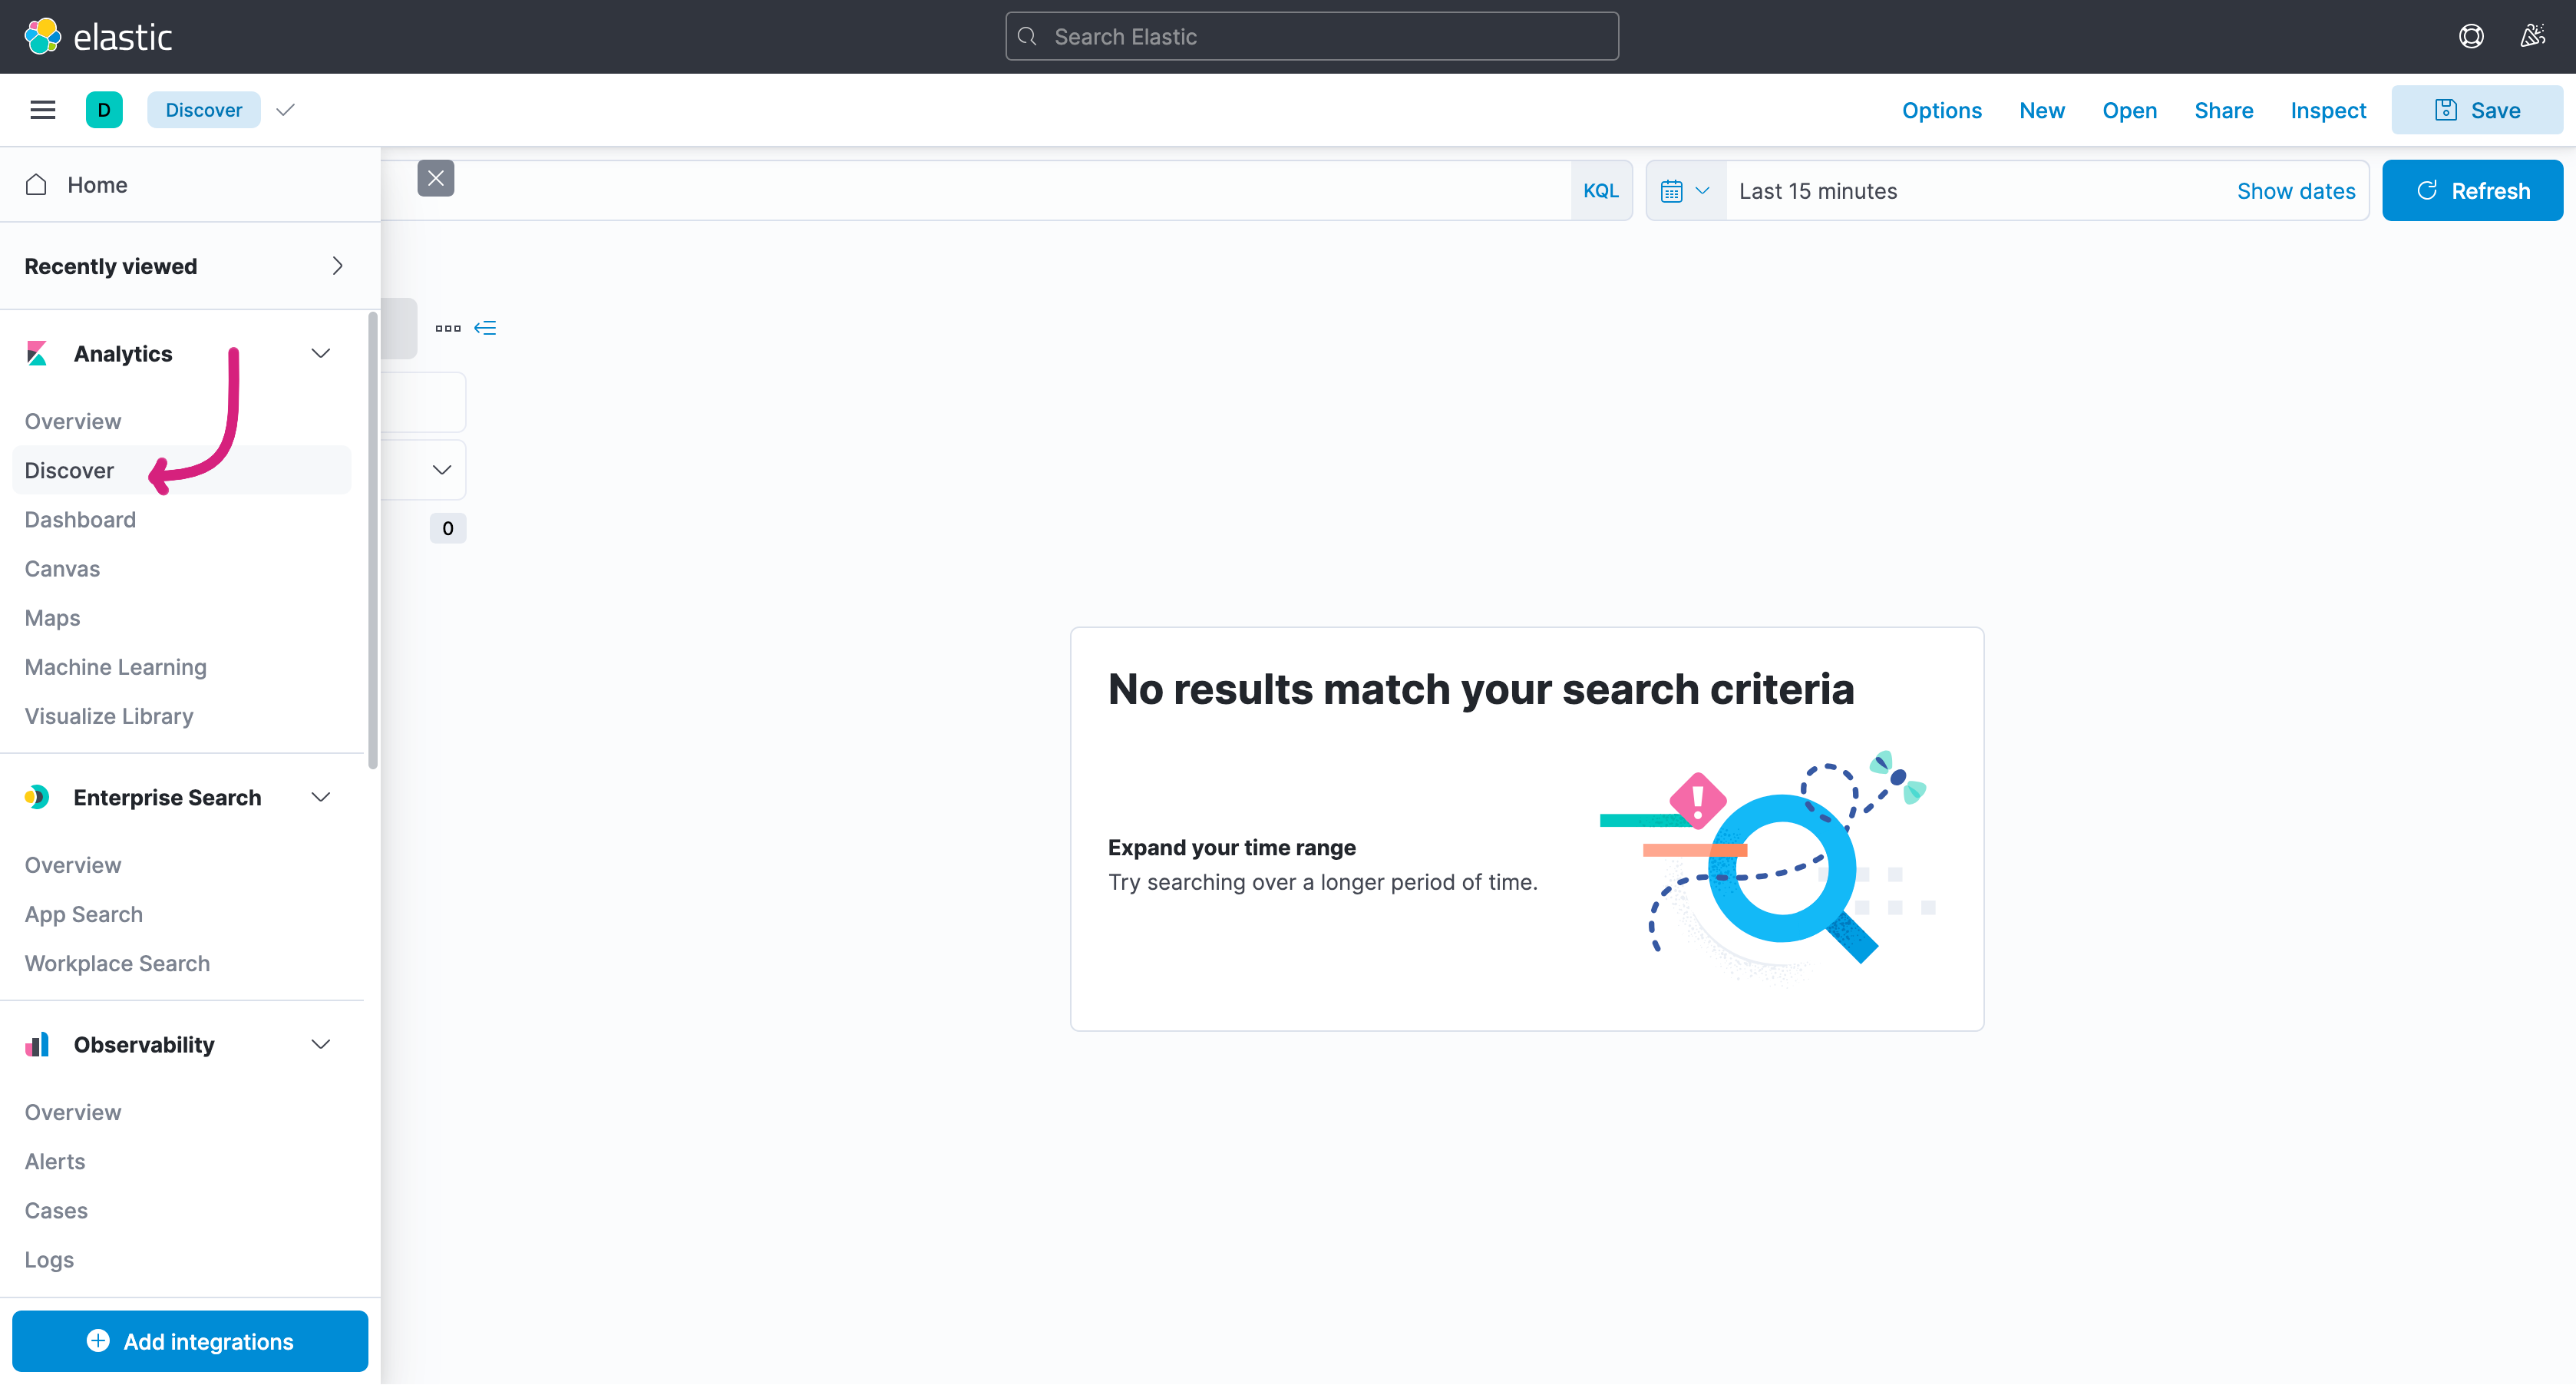 elastic
Search Elastic
D
Discover
Options
New
Open
Share
Inspect
Save
Home
KQL
Last 15 minutes
Show dates
Refresh
Recently viewed
Analytics
Overview
Discover
Dashboard
0
Canvas
Maps
Machine Learning
Visualize Library
Enterprise Search
Overview
App Search
Workplace Search
Observability
Overview
Alerts
Cases
Logs
Add integrations
No results match your search criteria
Expand your time range
Try searching over a longer period of time.